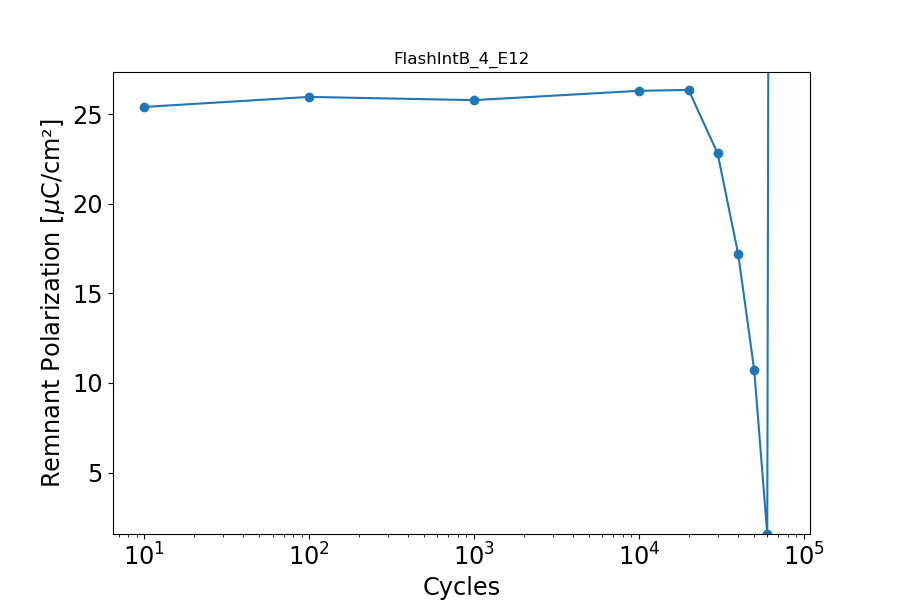 FlashIntB_4_E12
Remnant Polarization [μC/cm²]
25
20
15
10
5
10¹ 10² 10³ 10⁴ 10⁵
Cycles